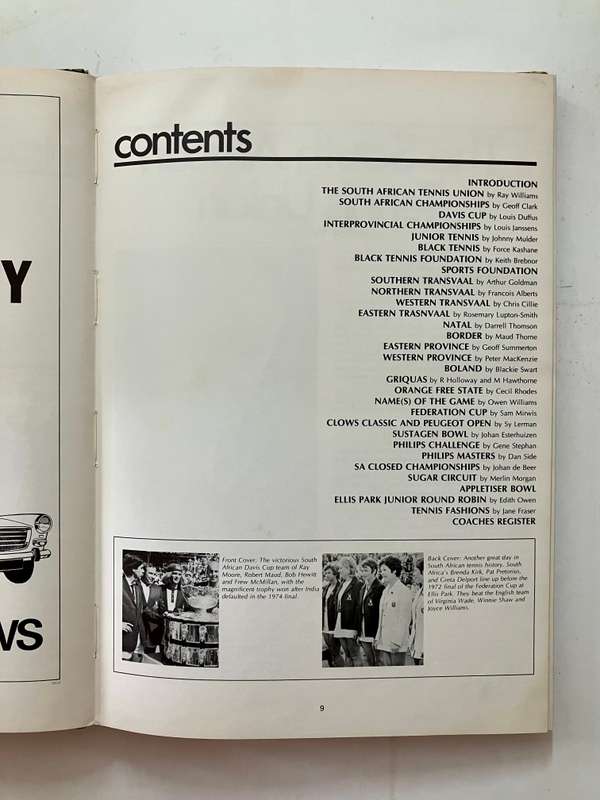 Y
WS
contents
INTRODUCTION
THE SOUTH AFRICAN TENNIS UNION by Ray Williams
SOUTH AFRICAN CHAMPIONSHIPS by Geoff Clark
DAVIS CUP by Louis Duffus
INTERPROVINCIAL CHAMPIONSHIPS by Louis Janssens
JUNIOR TENNIS by Johnny Mulder
BLACK TENNIS by Force Kashane
BLACK TENNIS FOUNDATION by Keith Brebnor
SPORTS FOUNDATION
SOUTHERN TRANSVAAL by Arthur Goldman
NORTHERN TRANSVAAL by Francois Alberts
WESTERN TRANSVAAL by Chris Cillie
EASTERN TRASNVAAL by Rosemary Lupton-Smith
NATAL by Darrell Thomson
BORDER by Maud Thorne
EASTERN PROVINCE by Geoff Summerton
WESTERN PROVINCE by Peter MacKenzie
BOLAND by Blackie Swart
GRIQUAS by R Holloway and M Hawthorne
ORANGE FREE STATE by Cecil Rhodes
NAME(S) OF THE GAME by Owen Williams
FEDERATION CUP by Sam Mirwis
CLOWS CLASSIC AND PEUGEOT OPEN by Sy Lerman
SUSTAGEN BOWL by Johan Esterhuizen
PHILIPS CHALLENGE by Gene Stephan
PHILIPS MASTERS by Dan Side
SA CLOSED CHAMPIONSHIPS by Johan de Beer
SUGAR CIRCUIT by Merlin Morgan
APPLETISER BOWL
ELLIS PARK JUNIOR ROUND ROBIN by Edith Owen
TENNIS FASHIONS by Jane Fraser
COACHES REGISTER
Front Cover: The victorious South
African Davis Cup team of Ray
Moore, Robert Maud, Bob Hewitt
and Frew McMillan, with the
magnificent trophy won after India
defaulted in the 1974 final.
Back Cover: Another great day in
South African tennis history. South
Africa's Brenda Kirk, Pat Pretorius,
and Greta Delport line up before the
1972 final of the Federation Cup at
Ellis Park. They beat the English team
of Virginia Wade, Winnie Shaw and
Joyce Williams.
9